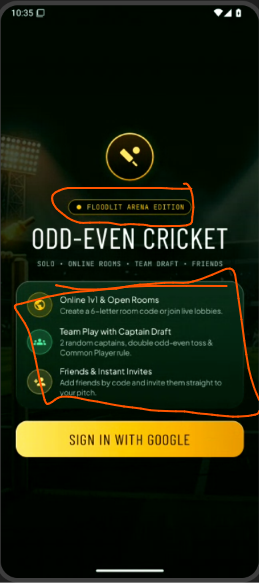 10:35
FLOODLIT ARENA EDITION
ODD-EVEN CRICKET
SOLO • ONLINE ROOMS • TEAM DRAFT • FRIENDS
Online 1v1 & Open Rooms
Create a 6-letter room code or join live lobbies.
Team Play with Captain Draft
2 random captains, double odd-even toss &
Common Player rule.
Friends & Instant Invites
Add friends by code and invite them straight to
your pitch.
SIGN IN WITH GOOGLE